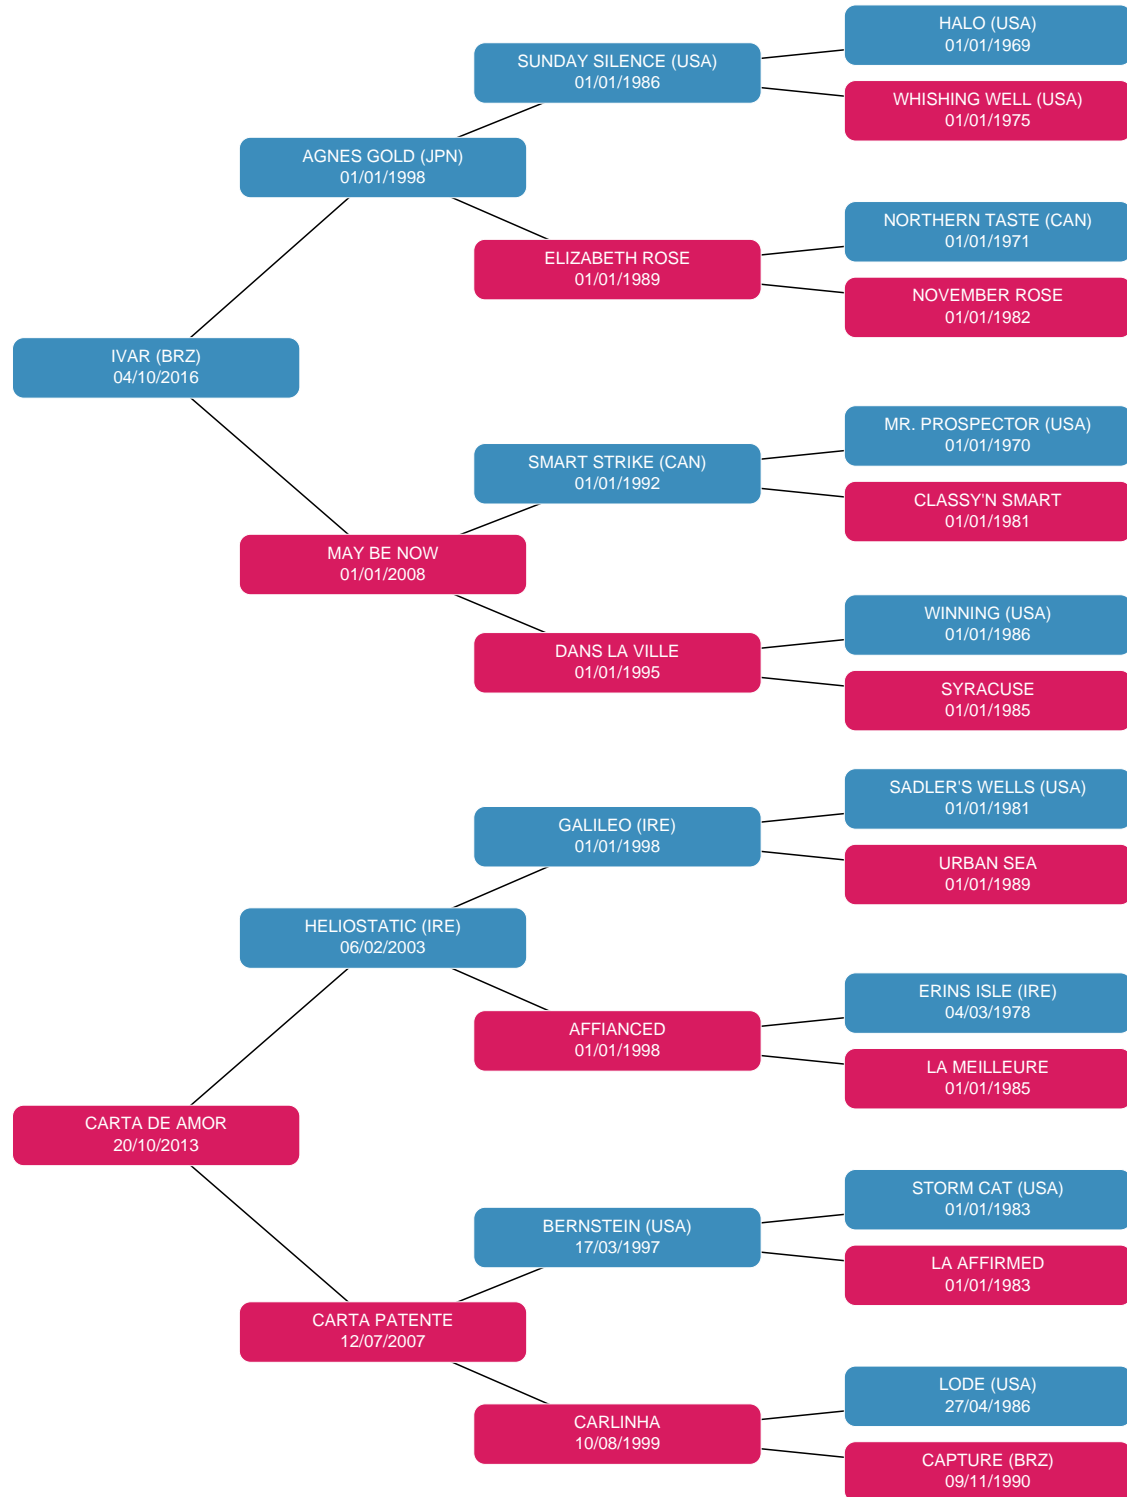 HALO (USA)
01/01/1969
SUNDAY SILENCE (USA)
01/01/1986
WHISHING WELL (USA)
01/01/1975
AGNES GOLD (JPN)
01/01/1998
NORTHERN TASTE (CAN)
01/01/1971
ELIZABETH ROSE
01/01/1989
NOVEMBER ROSE
01/01/1982
IVAR (BRZ)
04/10/2016
MR. PROSPECTOR (USA)
01/01/1970
SMART STRIKE (CAN)
01/01/1992
CLASSY'N SMART
01/01/1981
MAY BE NOW
01/01/2008
WINNING (USA)
01/01/1986
DANS LA VILLE
01/01/1995
SYRACUSE
01/01/1985
SADLER'S WELLS (USA)
01/01/1981
GALILEO (IRE)
01/01/1998
URBAN SEA
01/01/1989
HELIOSTATIC (IRE)
06/02/2003
ERINS ISLE (IRE)
04/03/1978
AFFIANCED
01/01/1998
LA MEILLEURE
01/01/1985
CARTA DE AMOR
20/10/2013
STORM CAT (USA)
01/01/1983
BERNSTEIN (USA)
17/03/1997
LA AFFIRMED
01/01/1983
CARTA PATENTE
12/07/2007
LODE (USA)
27/04/1986
CARLINHA
10/08/1999
CAPTURE (BRZ)
09/11/1990